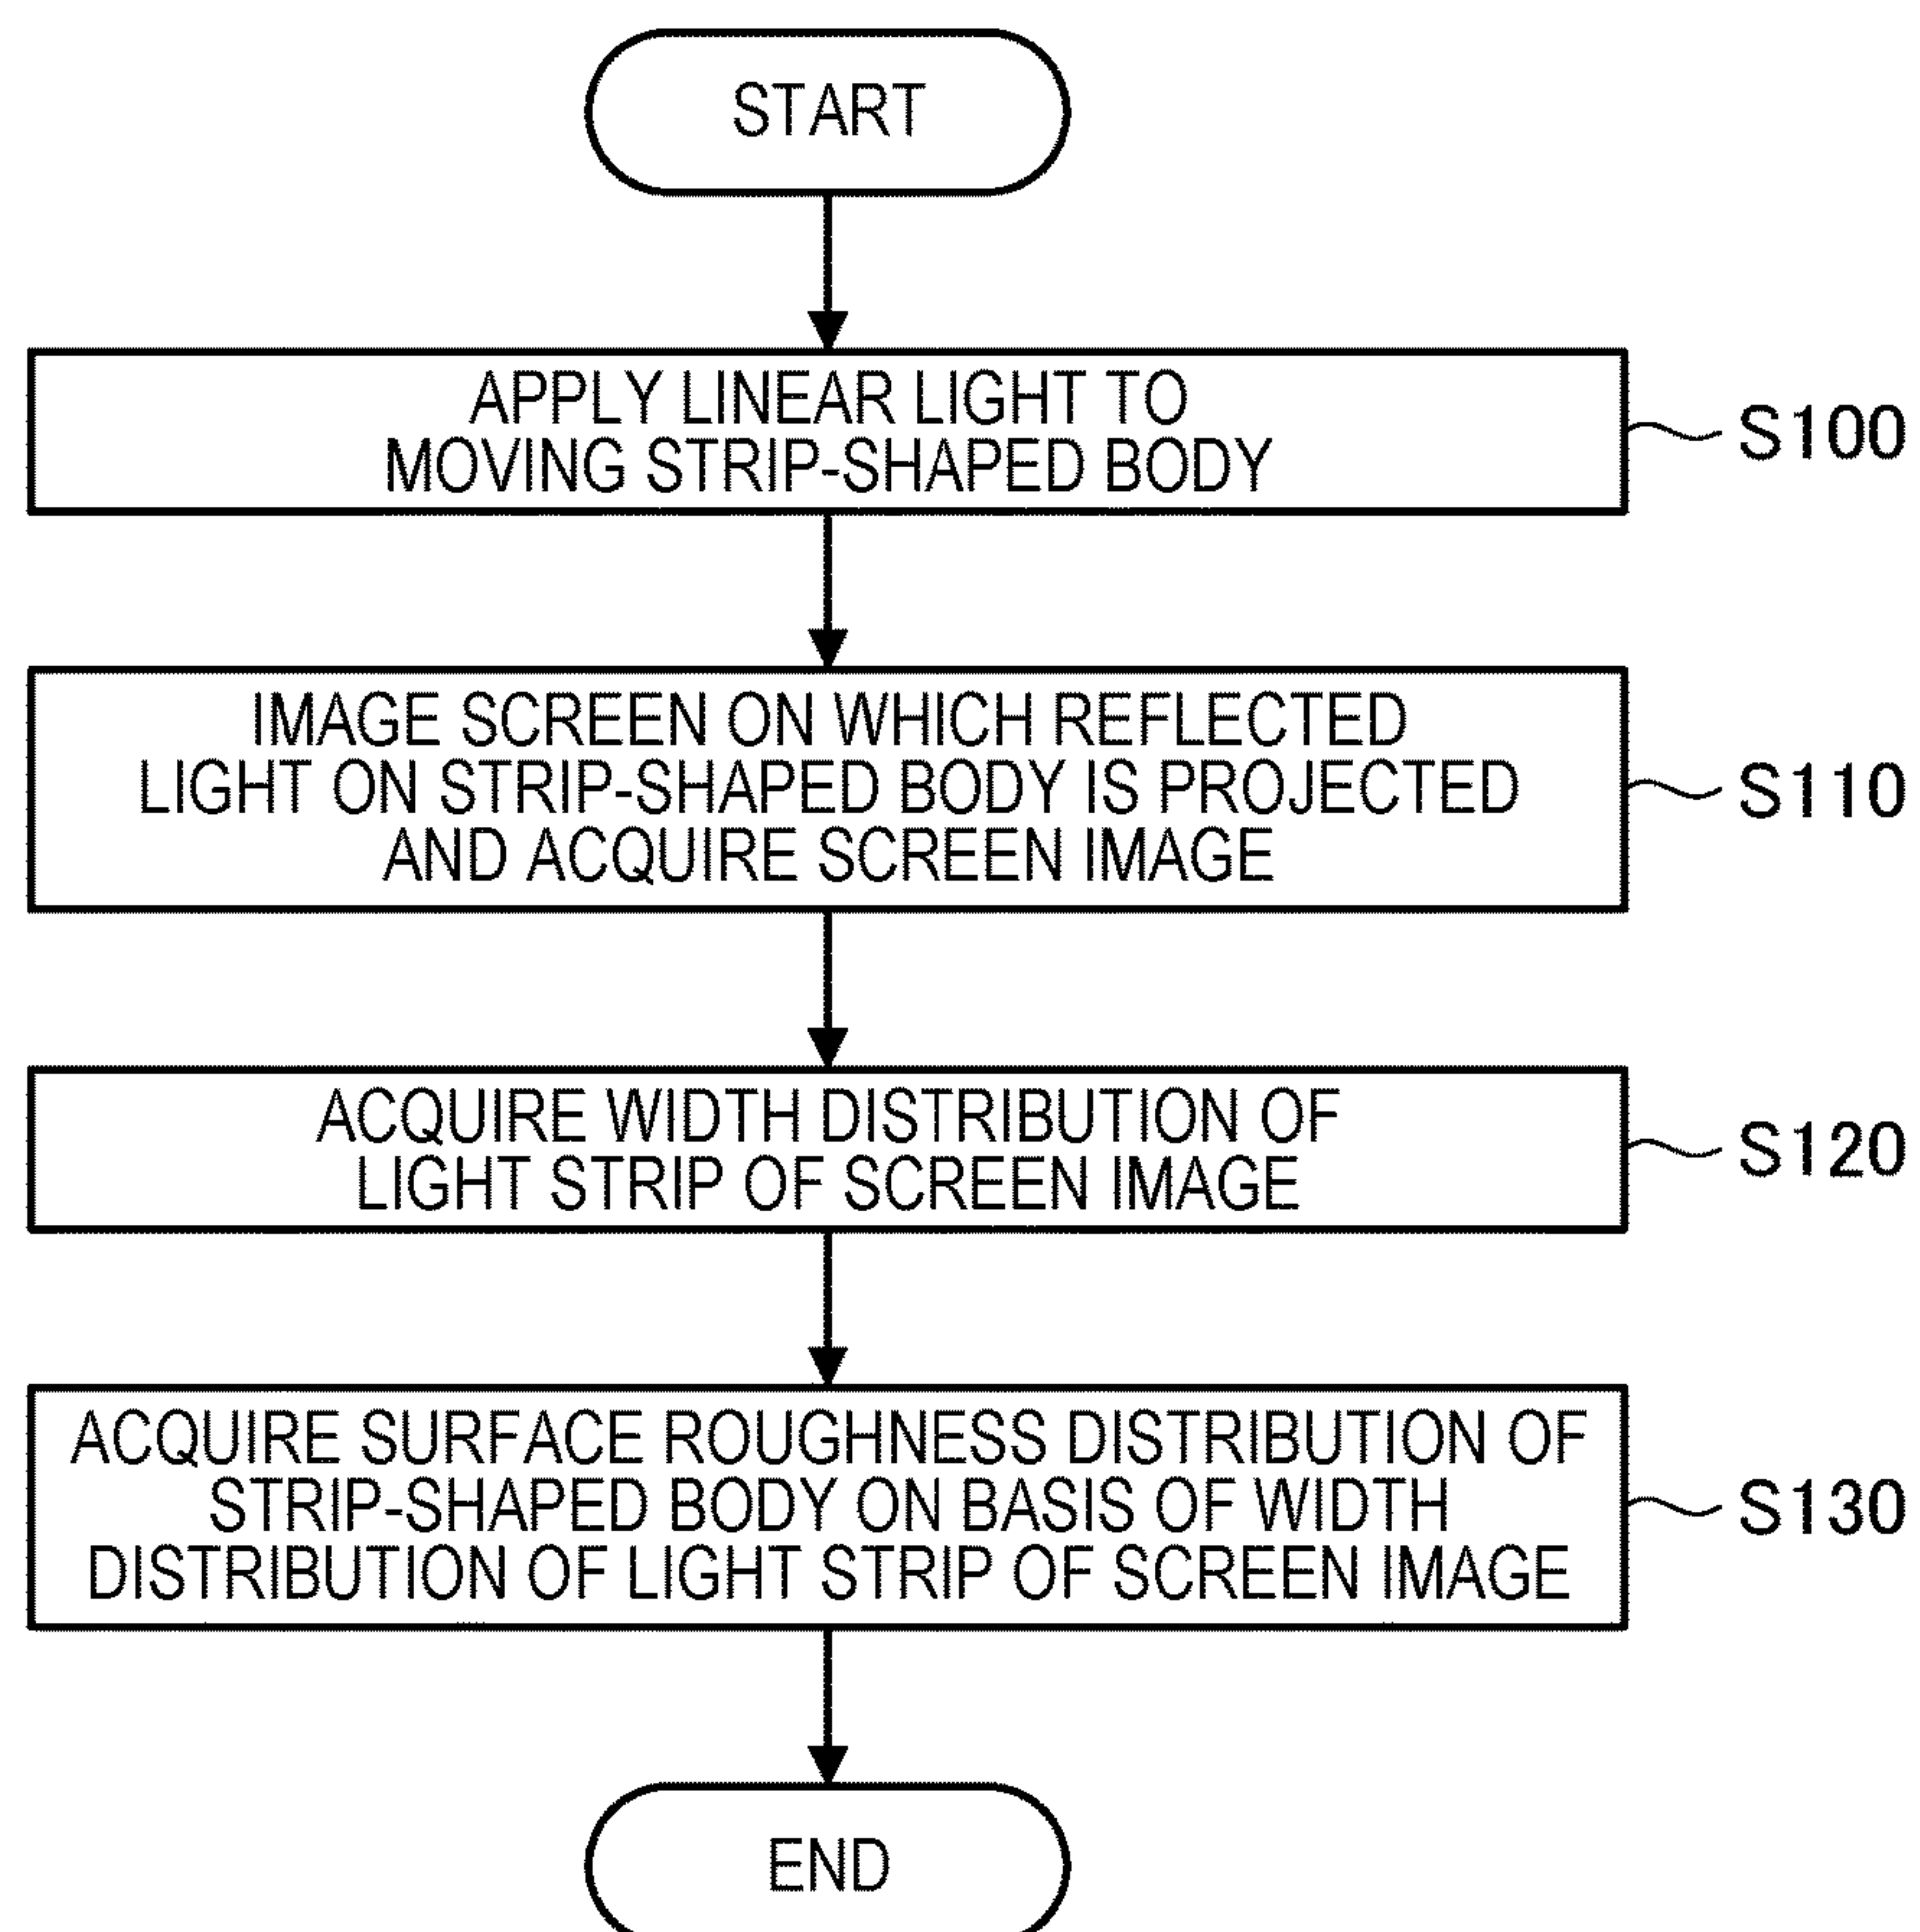 START
APPLY LINEAR LIGHT TO
MOVING STRIP-SHAPED BODY
S100
IMAGE SCREEN ON WHICH REFLECTED
LIGHT ON STRIP-SHAPED BODY IS PROJECTED
AND ACQUIRE SCREEN IMAGE
S110
ACQUIRE WIDTH DISTRIBUTION OF
LIGHT STRIP OF SCREEN IMAGE
S120
ACQUIRE SURFACE ROUGHNESS DISTRIBUTION OF
STRIP-SHAPED BODY ON BASIS OF WIDTH
DISTRIBUTION OF LIGHT STRIP OF SCREEN IMAGE
S130
END